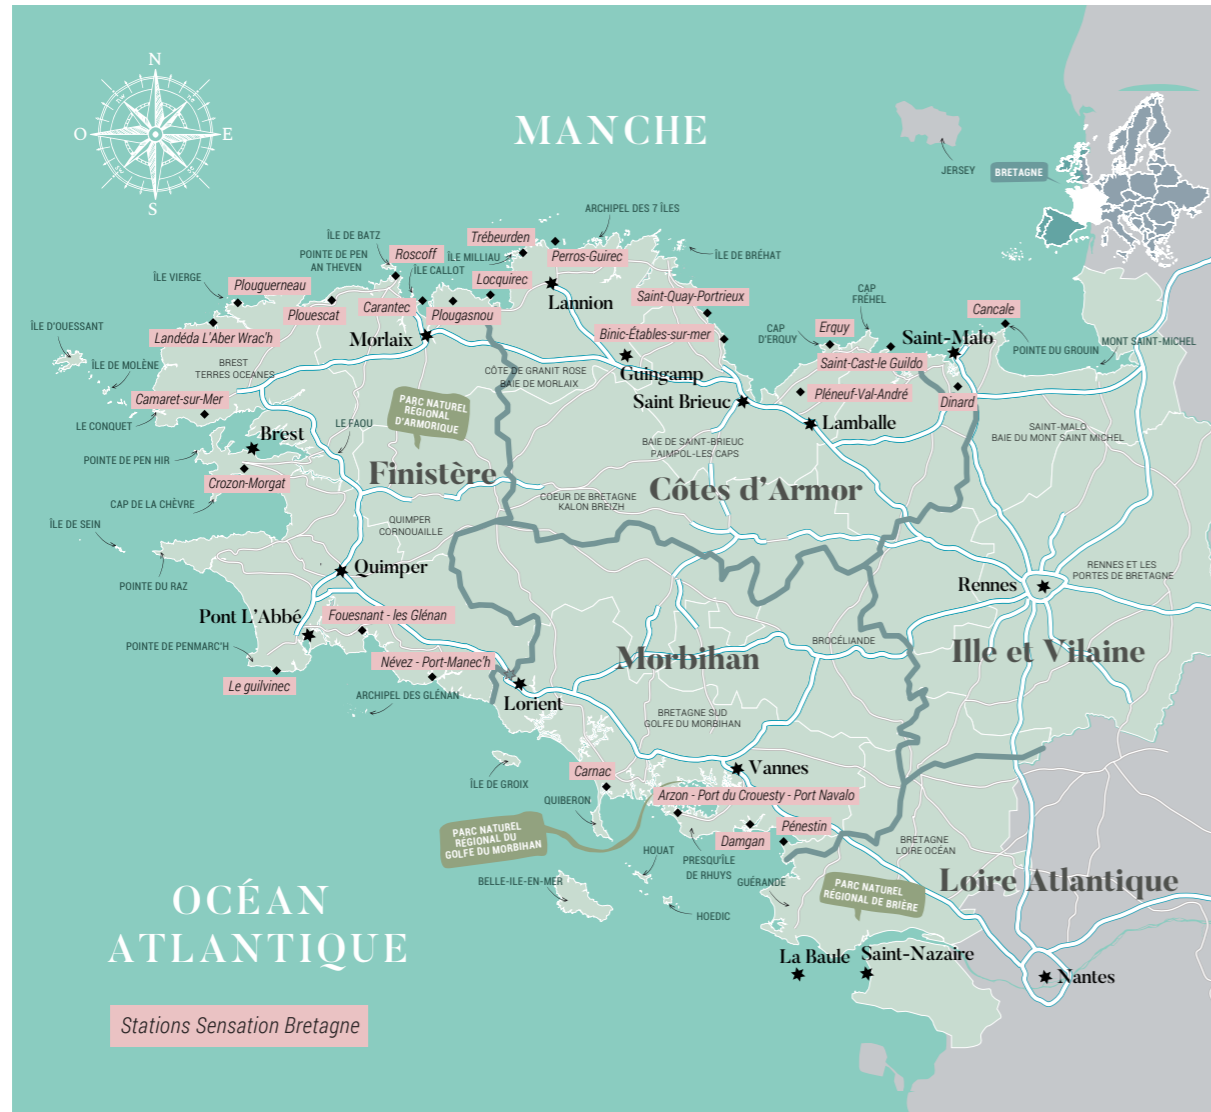 N
O
E
S
MANCHE
JERSEY
BRETAGNE
ARCHIPEL DES 7 ÎLES
ÎLE DE BATZ
Trébeurden
POINTE DE PEN
AN THEVEN
Roscoff
ÎLE MILLIAU
Perros-Guirec
ÎLE DE BRÉHAT
ÎLE VIERGE
ÎLE CALLOT
Plouguerneau
Locquirec
Lannion
Saint-Quay-Portrieux
CAP
FRÉHEL
Plouescat
Carantec
Plougasnou
Cancale
ÎLE D'OUESSANT
Landéda L'Aber Wrac'h
Morlaix
Binic-Étables-sur-mer
CAP
D'ERQUY
Erquy
Saint-Malo
MONT SAINT-MICHEL
POINTE DU GROUIN
ÎLE DE MOLÈNE
BREST
TERRES OCEANES
CÔTE DE GRANIT ROSE
BAIE DE MORLAIX
Guingamp
Saint-Cast-le Guildo
Camaret-sur-Mer
PARC NATUREL
RÉGIONAL
D'ARMORIQUE
Saint Brieuc
Pléneuf-Val-André
Dinard
LE CONQUET
Brest
LE FAOU
Lamballe
SAINT-MALO
BAIE DU MONT SAINT MICHEL
BAIE DE SAINT-BRIEUC
PAIMPOL-LES CAPS
POINTE DE PEN HIR
Crozon-Morgat
Finistère
Côtes d'Armor
CAP DE LA CHÈVRE
COEUR DE BRETAGNE
KALON BREIZH
ÎLE DE SEIN
QUIMPER
CORNOUAILLE
POINTE DU RAZ
Quimper
RENNES ET LES
PORTES DE BRETAGNE
Rennes
Pont L'Abbé
Fouesnant - les Glénan
BROCÉLIANDE
POINTE DE PENMARC'H
Névez - Port-Manec'h
Morbihan
Ille et Vilaine
Le guilvinec
ARCHIPEL DES GLÉNAN
Lorient
BRETAGNE SUD
GOLFE DU MORBIHAN
Carnac
Vannes
ÎLE DE GROIX
QUIBERON
Arzon - Port du Crouesty - Port Navalo
PARC NATUREL
RÉGIONAL DU
GOLFE DU MORBIHAN
Damgan
Pénestin
HOUAT
PRESQU'ÎLE
DE RHUYS
BRETAGNE
LOIRE OCÉAN
BELLE-ILE-EN-MER
GUÉRANDE
PARC NATUREL
RÉGIONAL DE BRIÈRE
Loire Atlantique
HOEDIC
OCÉAN
ATLANTIQUE
La Baule
Saint-Nazaire
Nantes
Stations Sensation Bretagne